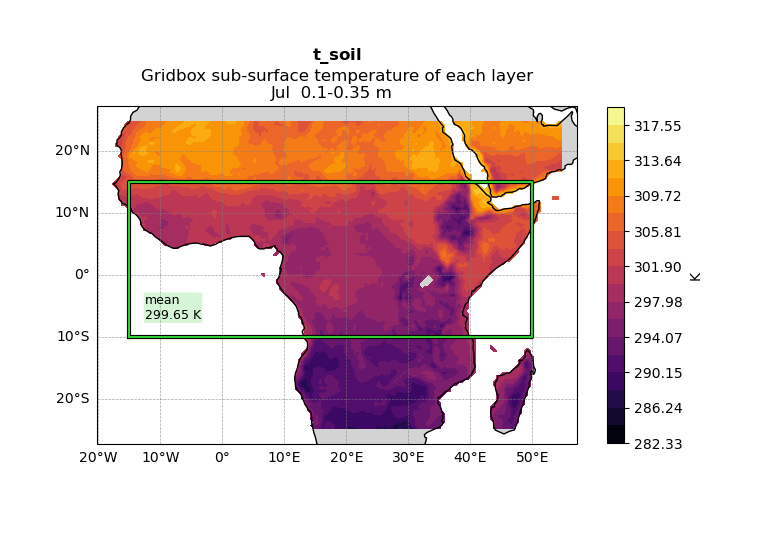 t_soil
Gridbox sub-surface temperature of each layer
Jul  0.1-0.35 m
20°N
10°N
0°
10°S
20°S
mean
299.65 K
20°W
10°W
0°
10°E
20°E
30°E
40°E
50°E
317.55
313.64
309.72
305.81
301.90
297.98
294.07
290.15
286.24
282.33
K